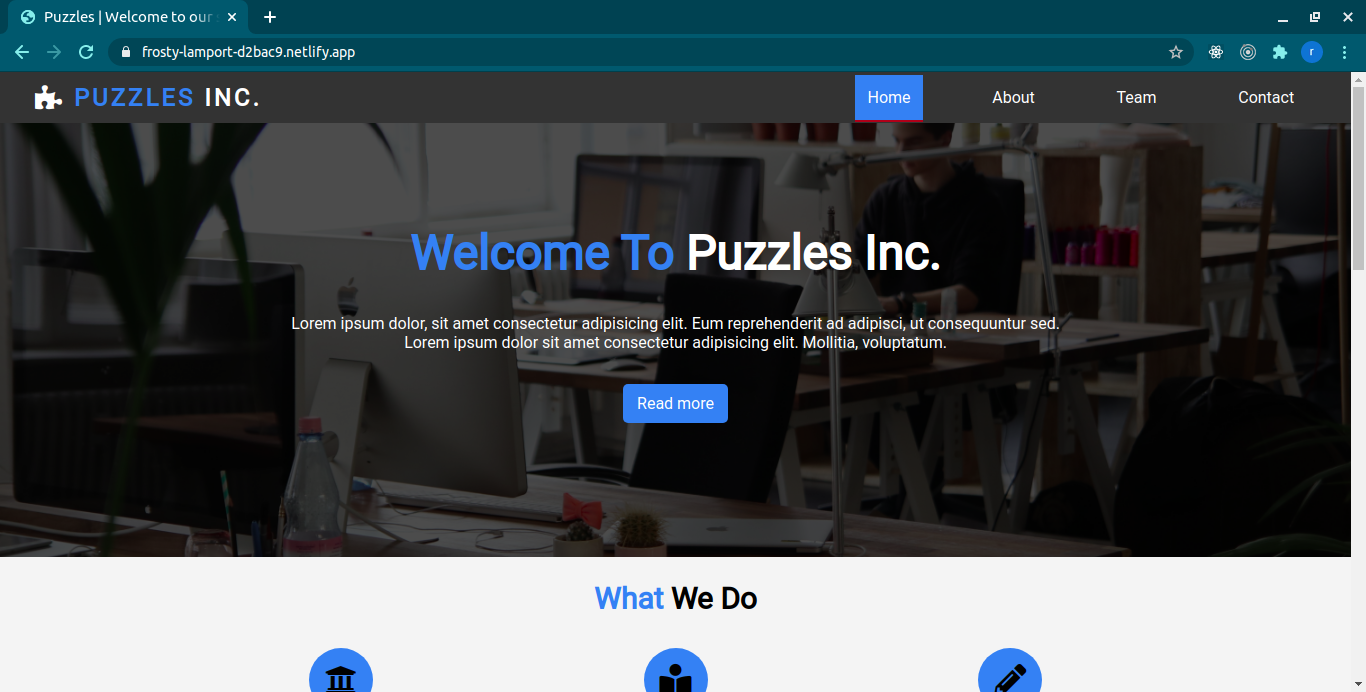 Puzzles | Welcome to our
frosty-lamport-d2bac9.netlify.app
r
PUZZLES INC.
Home
About
Team
Contact
Welcome To Puzzles Inc.
Lorem ipsum dolor, sit amet consectetur adipisicing elit. Eum reprehenderit ad adipisci, ut consequuntur sed.
Lorem ipsum dolor sit amet consectetur adipisicing elit. Mollitia, voluptatum.
Read more
What We Do